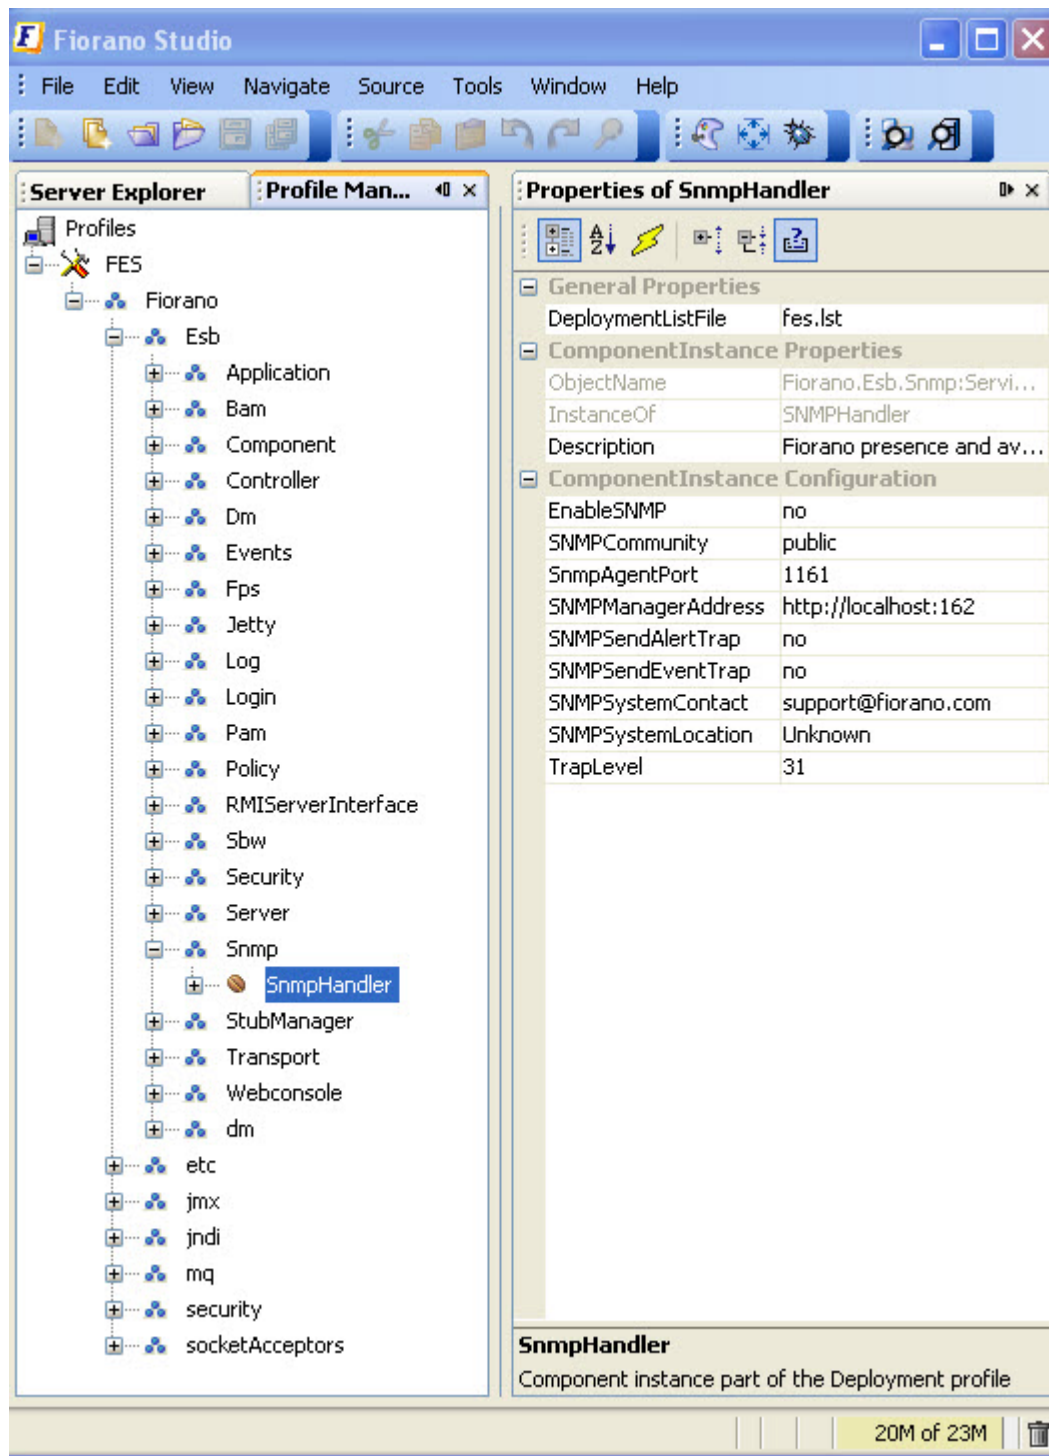 Fiorano Studio
File Edit View Navigate Source Tools Window Help
Server Explorer
Profile Man...
Profiles
FES
Fiorano
Esb
Application
Bam
Component
Controller
Dm
Events
Fps
Jetty
Log
Login
Pam
Policy
RMIServerInterface
Sbw
Security
Server
Snmp
SnmpHandler
StubManager
Transport
Webconsole
dm
etc
jmx
jndi
mq
security
socketAcceptors
Properties of SnmpHandler
General Properties
DeploymentListFile fes.lst
ComponentInstance Properties
ObjectName Fiorano.Esb.Snmp:Servi...
InstanceOf SNMPHandler
Description Fiorano presence and av...
ComponentInstance Configuration
EnableSNMP no
SNMPCommunity public
SnmpAgentPort 1161
SNMPManagerAddress http://localhost:162
SNMPSendAlertTrap no
SNMPSendEventTrap no
SNMPSystemContact support@fiorano.com
SNMPSystemLocation Unknown
TrapLevel 31
SnmpHandler
Component instance part of the Deployment profile
20M of 23M